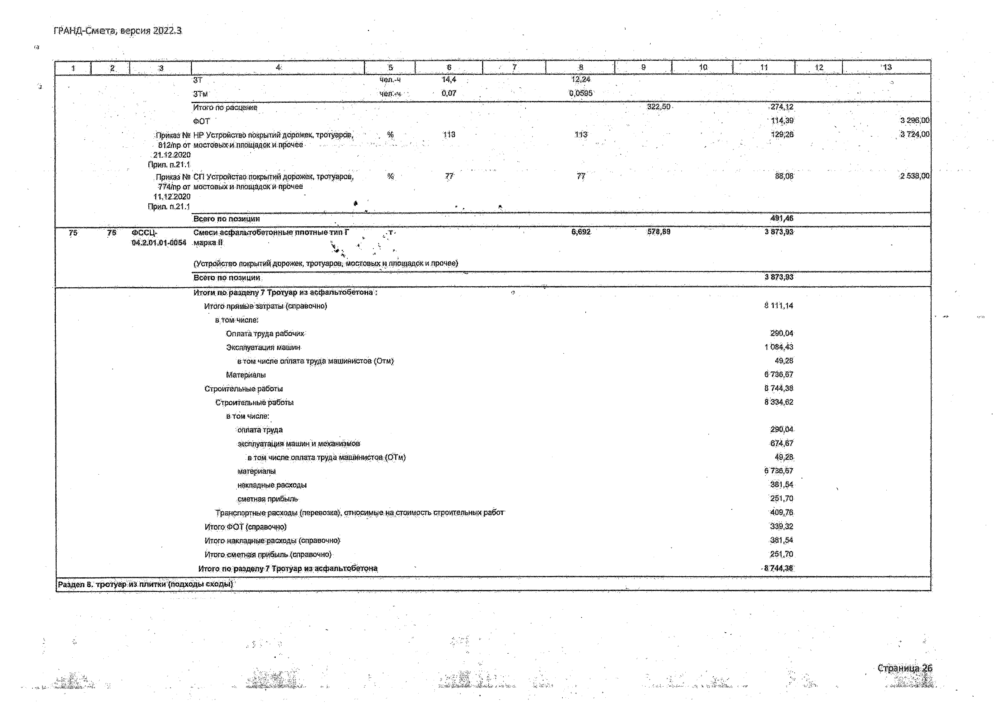 ГРАНД-Смета, версия 2022.3
1 2 3 4 5 6 7 8 9 10 11 12 13
ЗТ чел.-ч 14,4 12,24
ЗТм чел.-ч 0,07 0,0595
Итого по расценке 322,50 274,12
ФОТ 114,39 3 296,00
Приказ № НР Устройство покрытий дорожек, тротуаров, % 113 113 129,26 3 724,00
812/пр от мостовых и площадок и прочее
21.12.2020
Прил. п.21.1
Приказ № СП Устройство покрытий дорожек, тротуаров, % 77 77 88,08 2 538,00
774/пр от мостовых и площадок и прочее
11.12.2020
Прил. п.21.1
Всего по позиции 491,46
75 75 ФССЦ- Смеси асфальтобетонные плотные тип Г т 6,692 578,89 3 873,93
04.2.01.01-0054 марка II
(Устройство покрытий дорожек, тротуаров, мостовых и площадок и прочее)
Всего по позиции 3 873,93
Итоги по разделу 7 Тротуар из асфальтобетона :
Итого прямые затраты (справочно) 8 111,14
в том числе:
Оплата труда рабочих 290,04
Эксплуатация машин 1 084,43
в том числе оплата труда машинистов (Отм) 49,28
Материалы 6 736,67
Строительные работы 8 744,38
Строительные работы 8 334,62
в том числе:
оплата труда 290,04
эксплуатация машин и механизмов 674,67
в том числе оплата труда машинистов (ОТм) 49,28
материалы 6 736,67
накладные расходы 381,54
сметная прибыль 251,70
Транспортные расходы (перевозка), относимые на стоимость строительных работ 409,76
Итого ФОТ (справочно) 339,32
Итого накладные расходы (справочно) 381,54
Итого сметная прибыль (справочно) 251,70
Итого по разделу 7 Тротуар из асфальтобетона 8 744,38
Раздел 8. тротуар из плитки (подходы сходы)
Страница 26